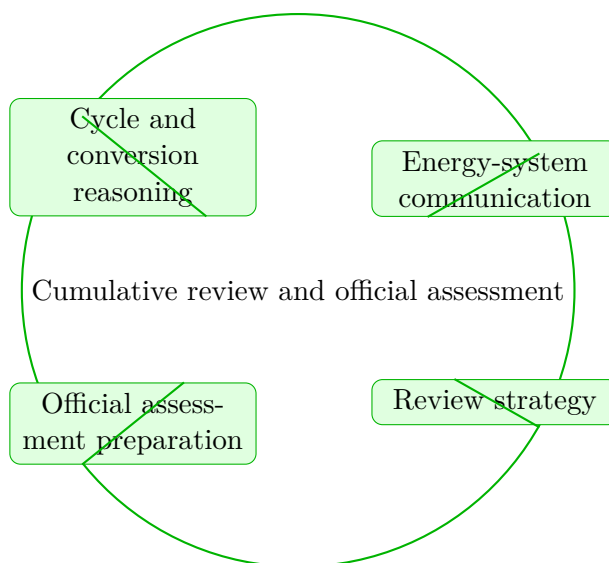 Cycle and
conversion
reasoning
Energy-system
communication
Cumulative review and official assessment
Official assess-
ment preparation
Review strategy